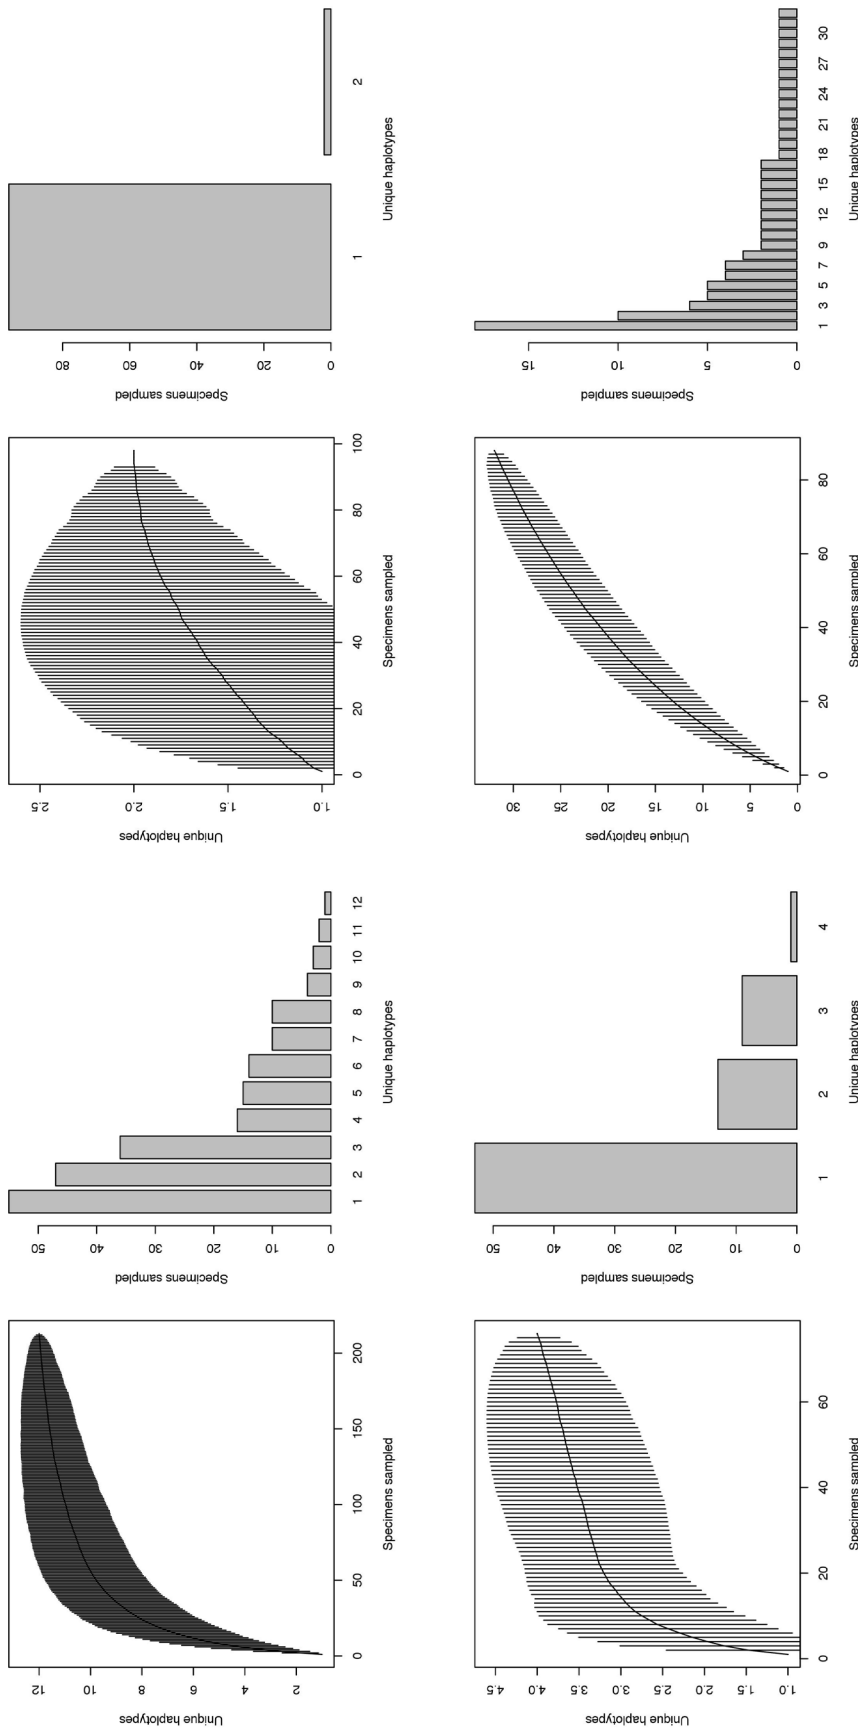 Unique haplotypes
12
10
8
6
4
2
0 50 100 150 200
Specimens sampled
Specimens sampled
50
40
30
20
10
0
1 2 3 4 5 6 7 8 9 10 11 12
Unique haplotypes
Unique haplotypes
2.5
2.0
1.5
1.0
0 20 40 60 80 100
Specimens sampled
Specimens sampled
80
60
40
20
0
1 2
Unique haplotypes
Unique haplotypes
4.5
4.0
3.5
3.0
2.5
2.0
1.5
1.0
0 20 40 60
Specimens sampled
Specimens sampled
50
40
30
20
10
0
1 2 3 4
Unique haplotypes
Unique haplotypes
30
25
20
15
10
5
0 20 40 60 80
Specimens sampled
Specimens sampled
15
10
5
0
1 3 5 7 9 12 15 18 21 24 27 30
Unique haplotypes